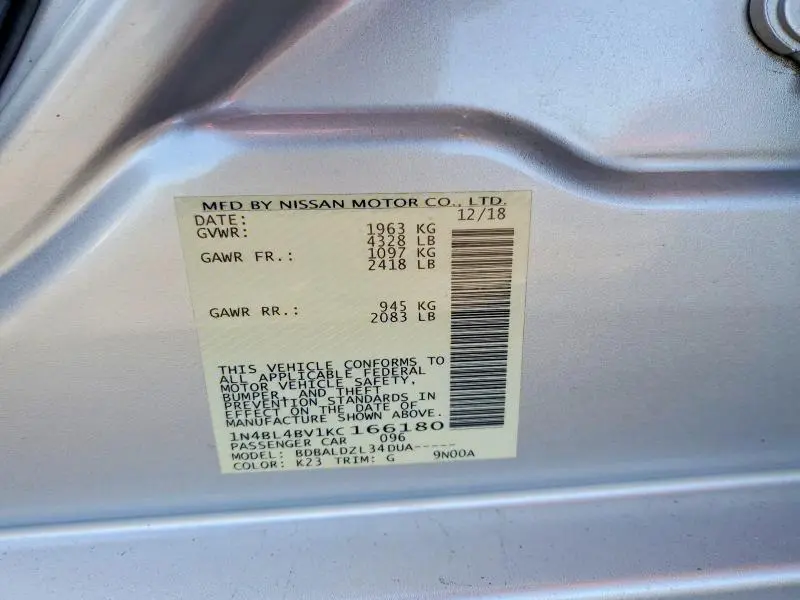 MFD BY NISSAN MOTOR CO., LTD.
DATE: 12/18
GVWR: 1963 KG
4328 LB
GAWR FR.: 1097 KG
2418 LB
GAWR RR.: 945 KG
2083 LB
THIS VEHICLE CONFORMS TO
ALL APPLICABLE FEDERAL
MOTOR VEHICLE SAFETY,
BUMPER, AND THEFT
PREVENTION STANDARDS IN
EFFECT ON THE DATE OF
MANUFACTURE SHOWN ABOVE.
1N4BL4BV1KC166180
PASSENGER CAR 096
MODEL: BDBALDZL34DUA-----
COLOR: K23 TRIM: G 9N00A